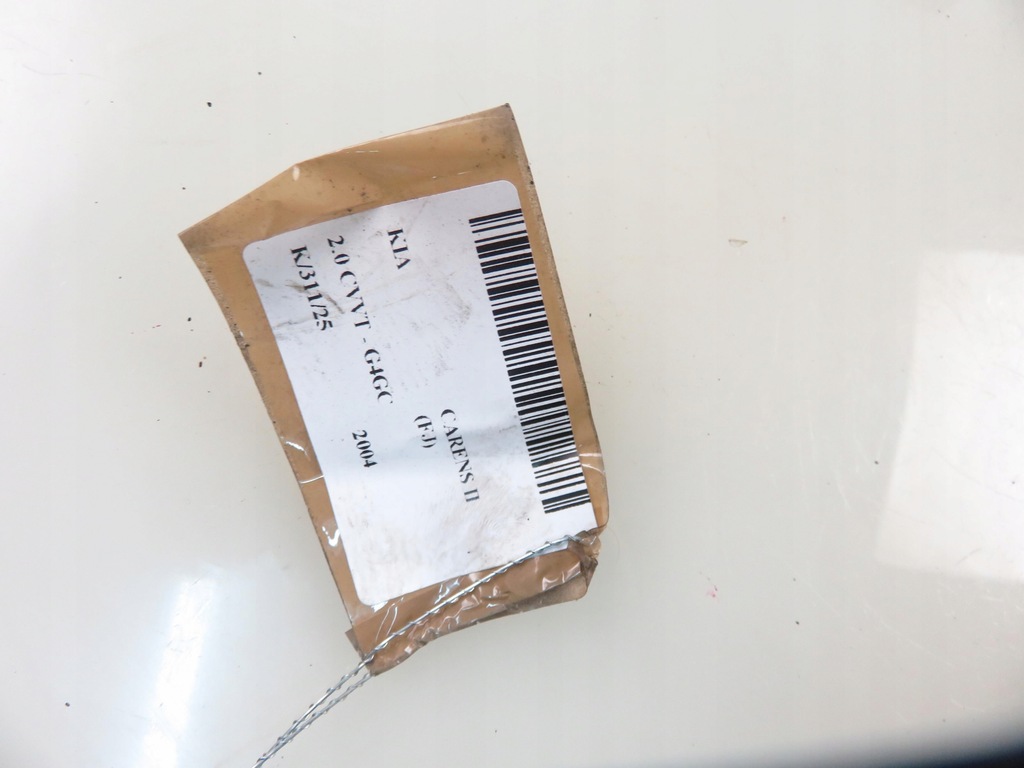 KIA
CARENS II
(FJ)
2.0 CVVT - G4GC
2004
K/311/25